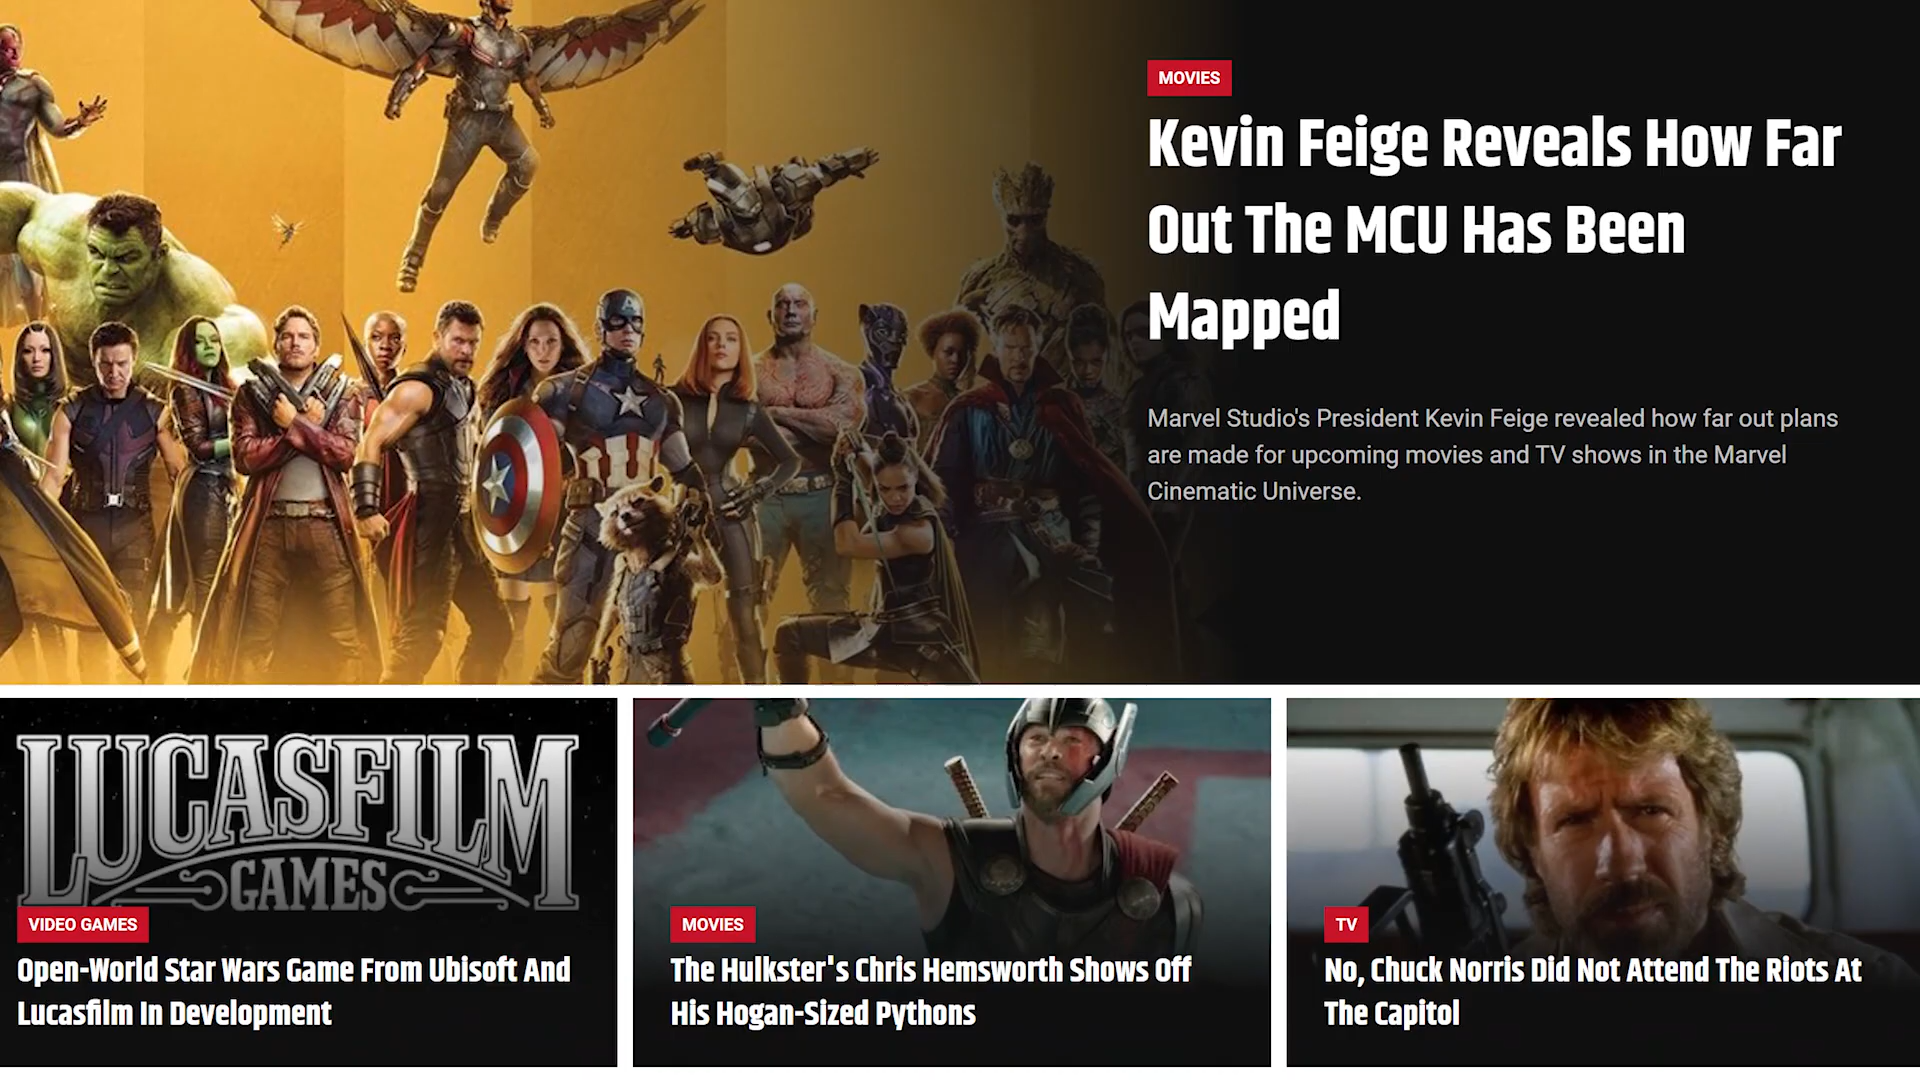 MOVIES
Kevin Feige Reveals How Far
Out The MCU Has Been
Mapped
Marvel Studio's President Kevin Feige revealed how far out plans
are made for upcoming movies and TV shows in the Marvel
Cinematic Universe.
LUCASFILM
GAMES
VIDEO GAMES
Open-World Star Wars Game From Ubisoft And
Lucasfilm In Development
MOVIES
The Hulkster's Chris Hemsworth Shows Off
His Hogan-Sized Pythons
TV
No, Chuck Norris Did Not Attend The Riots At
The Capitol